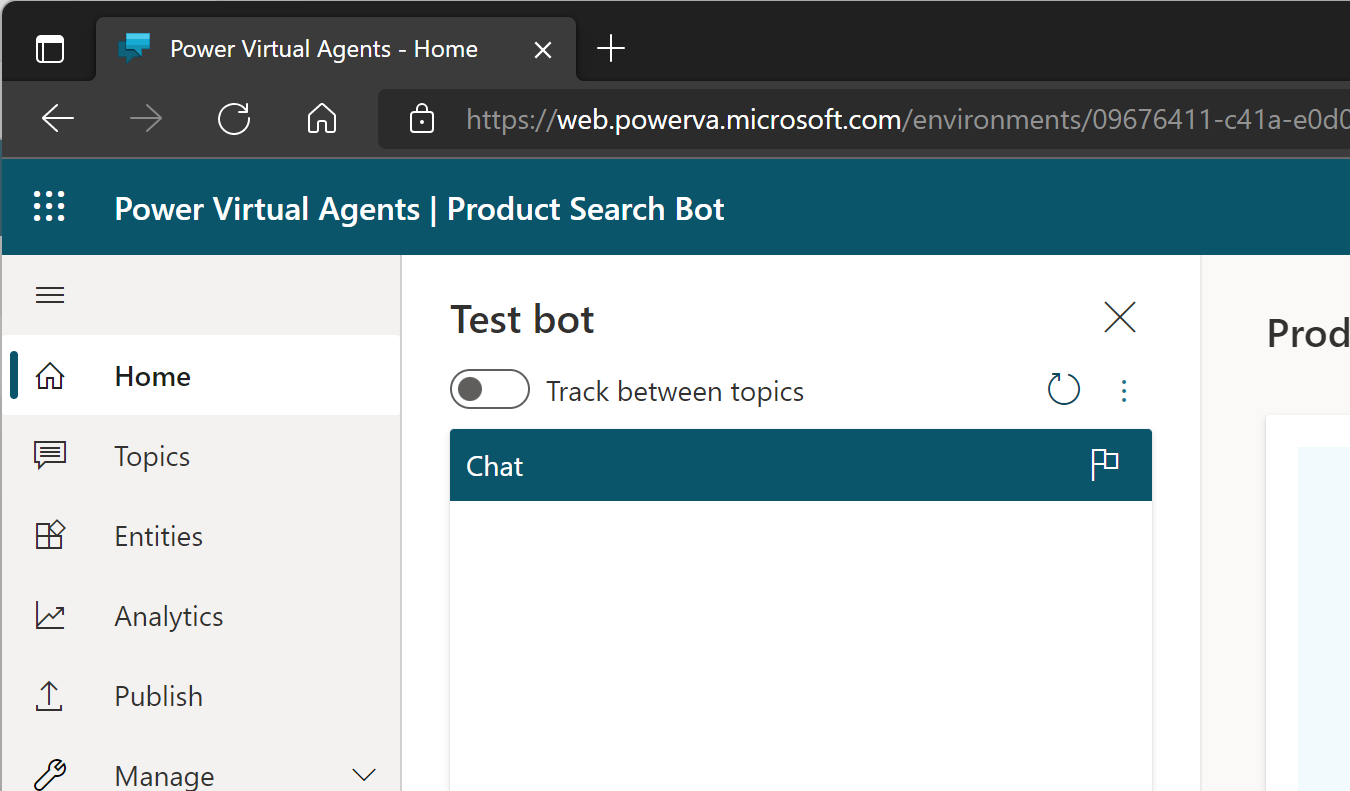 Power Virtual Agents - Home
https://web.powerva.microsoft.com/environments/09676411-c41a-e0d0
Power Virtual Agents | Product Search Bot
Home
Topics
Entities
Analytics
Publish
Manage
Test bot
Track between topics
Chat
Prod